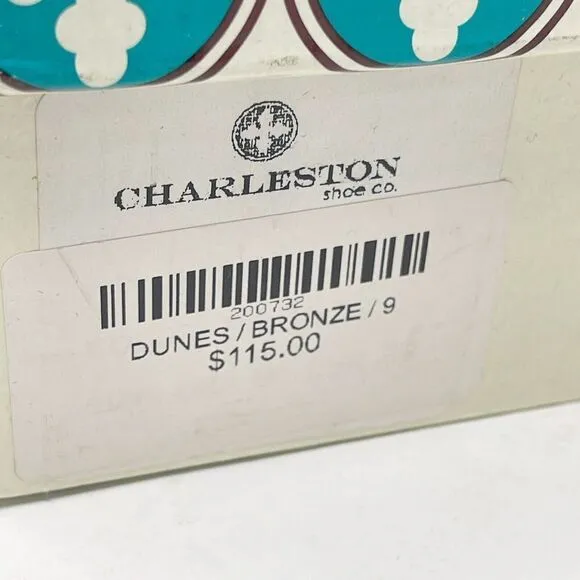 CHARLESTON
shoe co.
200732
DUNES / BRONZE / 9
$115.00